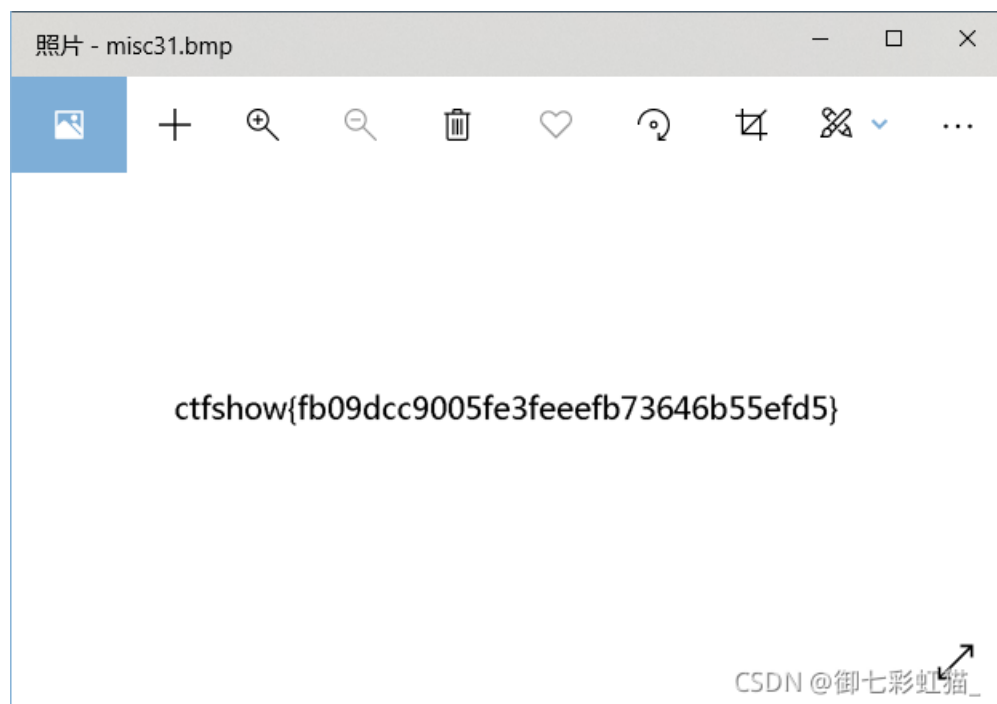 照片 - misc31.bmp
ctfshow{fb09dcc9005fe3feeefb73646b55efd5}
CSDN @御七彩虹猫_